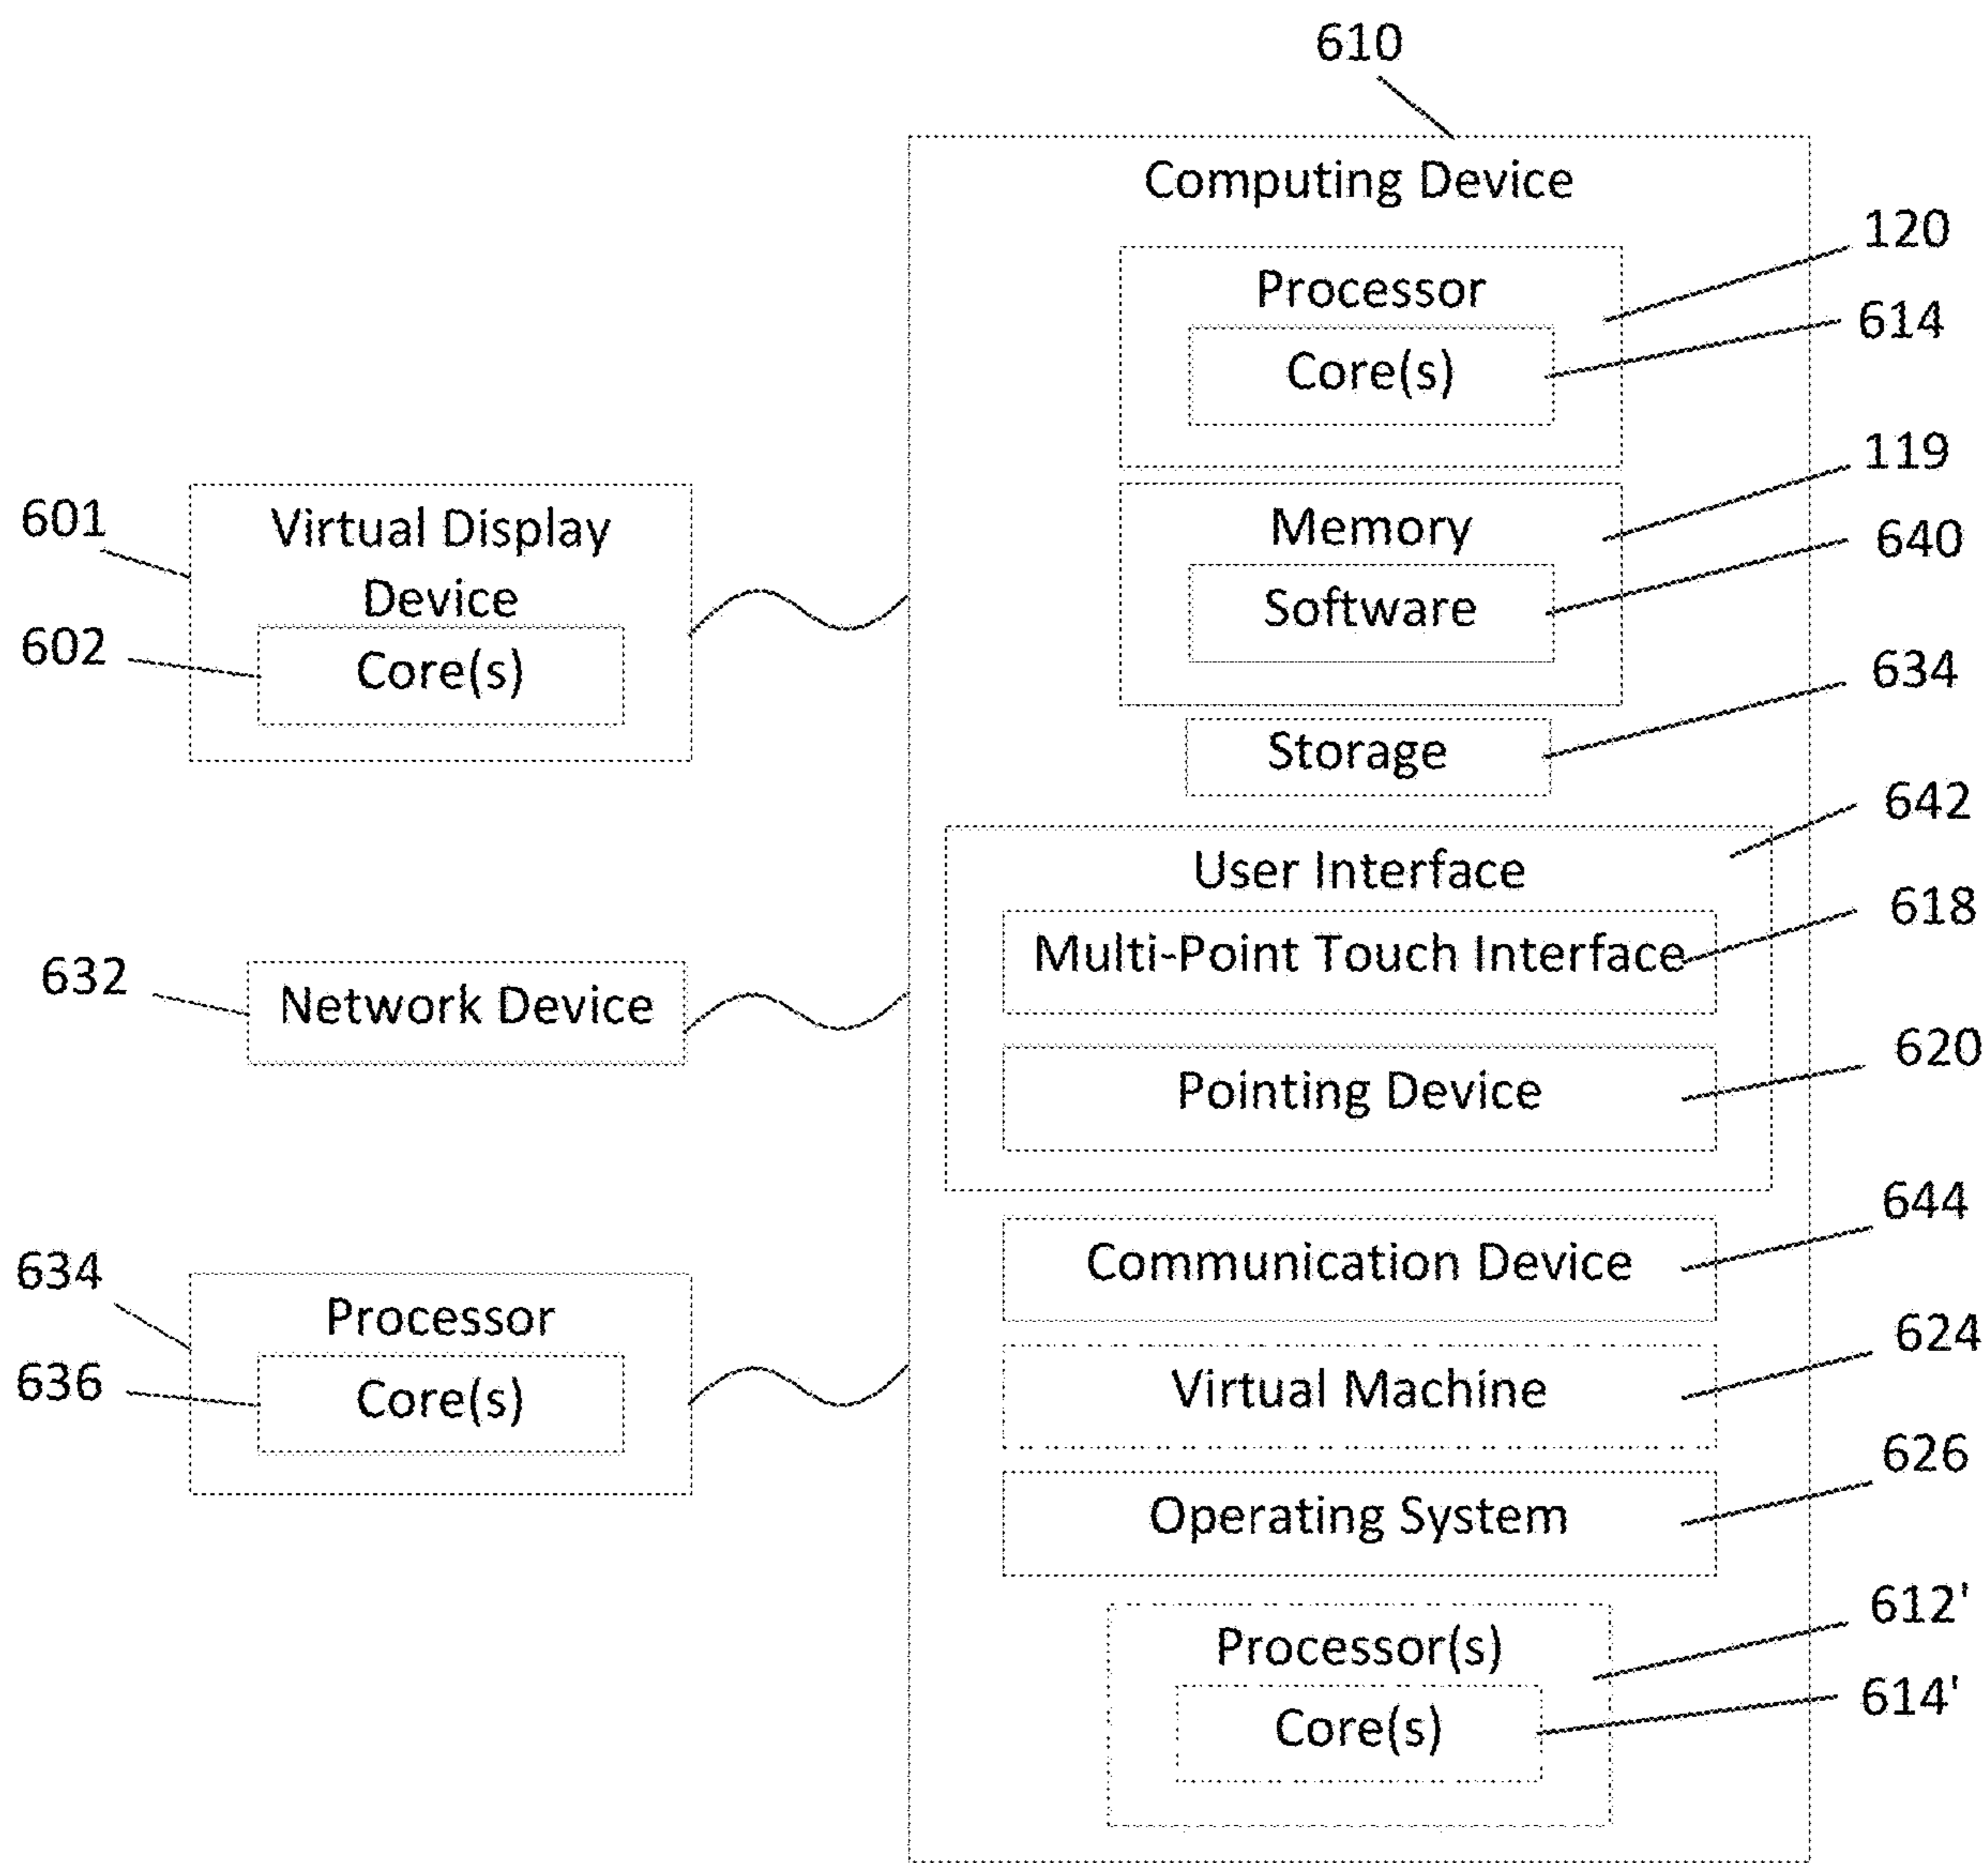 610
Computing Device
120
Processor
614
Core(s)
119
Memory
640
Software
634
Storage
642
User Interface
618
Multi-Point Touch Interface
620
Pointing Device
644
Communication Device
624
Virtual Machine
626
Operating System
612'
Processor(s)
614'
Core(s)
601
Virtual Display
Device
602
Core(s)
632
Network Device
634
Processor
636
Core(s)